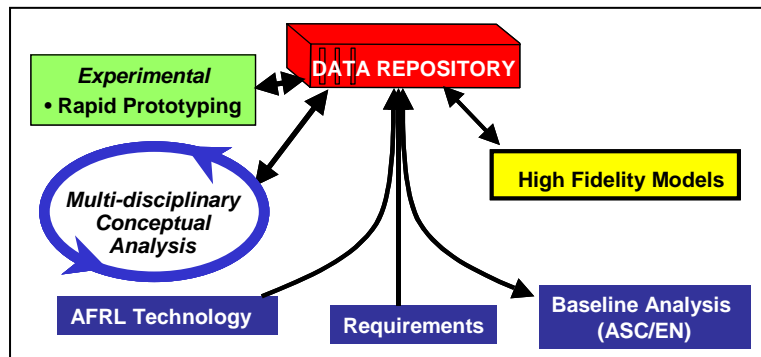 DATA REPOSITORY
Experimental
• Rapid Prototyping
High Fidelity Models
Multi-disciplinary
Conceptual
Analysis
AFRL Technology
Requirements
Baseline Analysis
(ASC/EN)